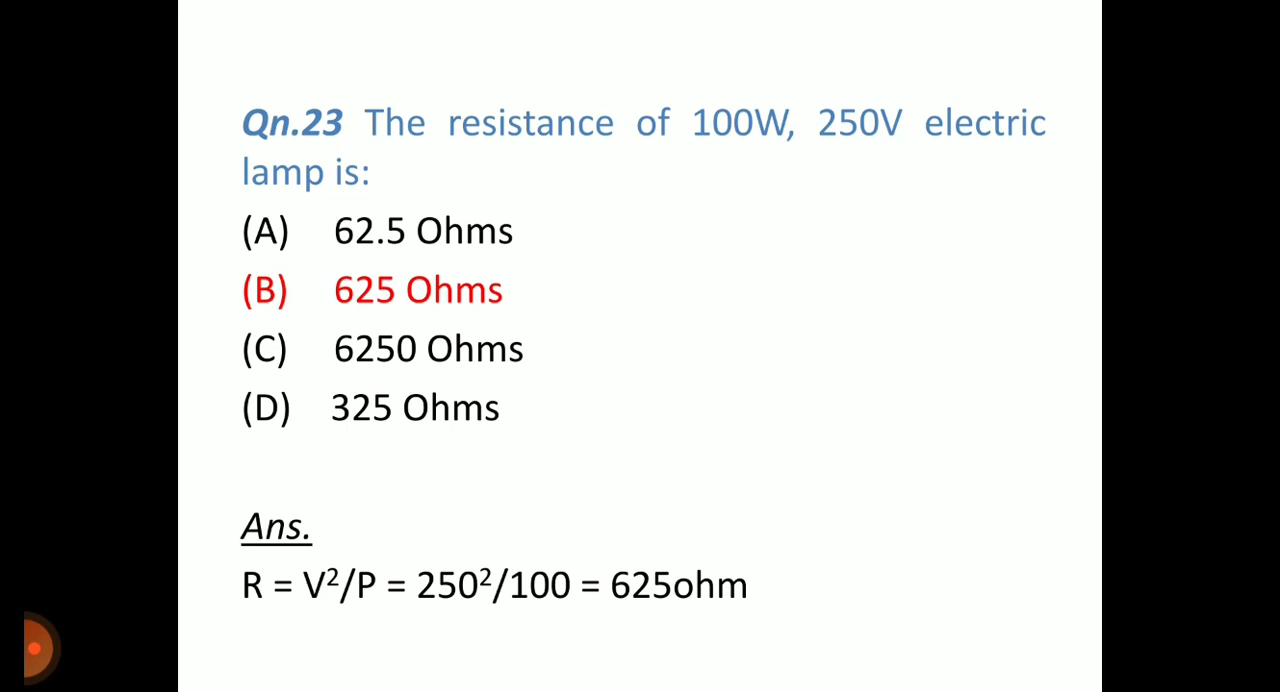 Qn.23 The resistance of 100W, 250V electric
lamp is:
(A) 62.5 Ohms
(B) 625 Ohms
(C) 6250 Ohms
(D) 325 Ohms
Ans.
R = V²/P = 250²/100 = 625ohm